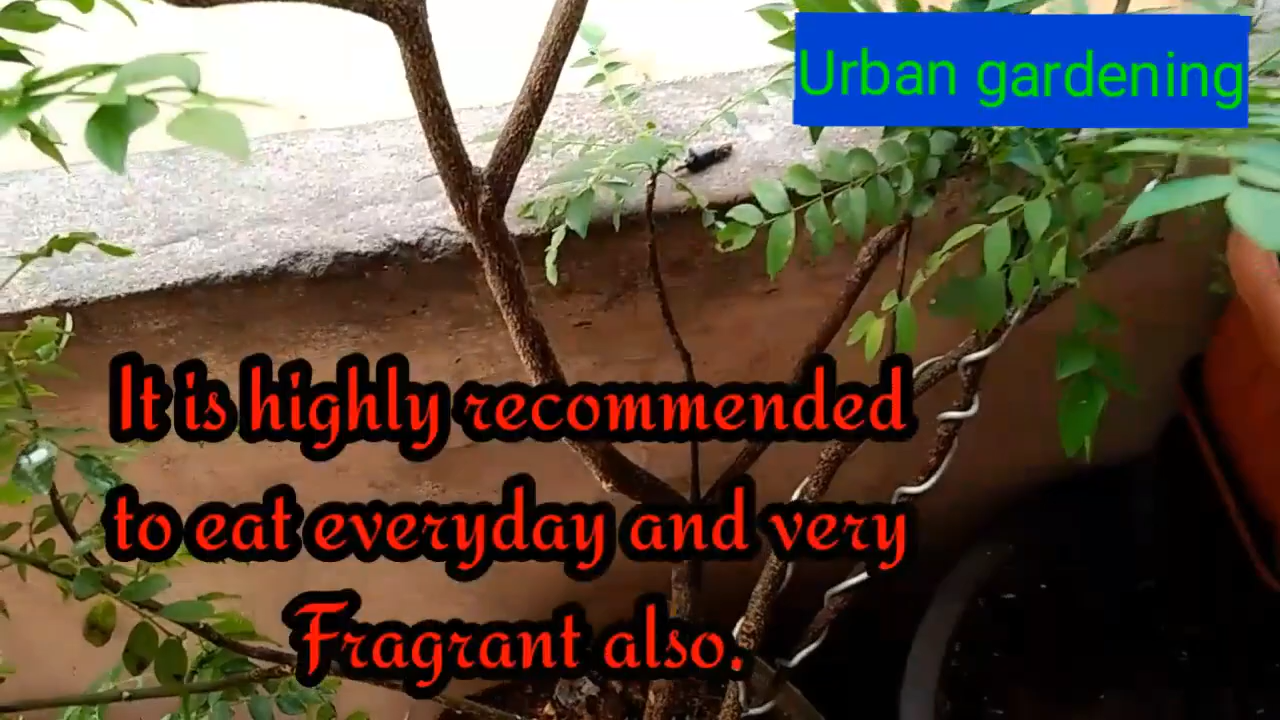 Urban gardening
It is highly recommended
to eat everyday and very
Fragrant also.